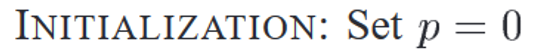 INITIALIZATION: Set p = 0